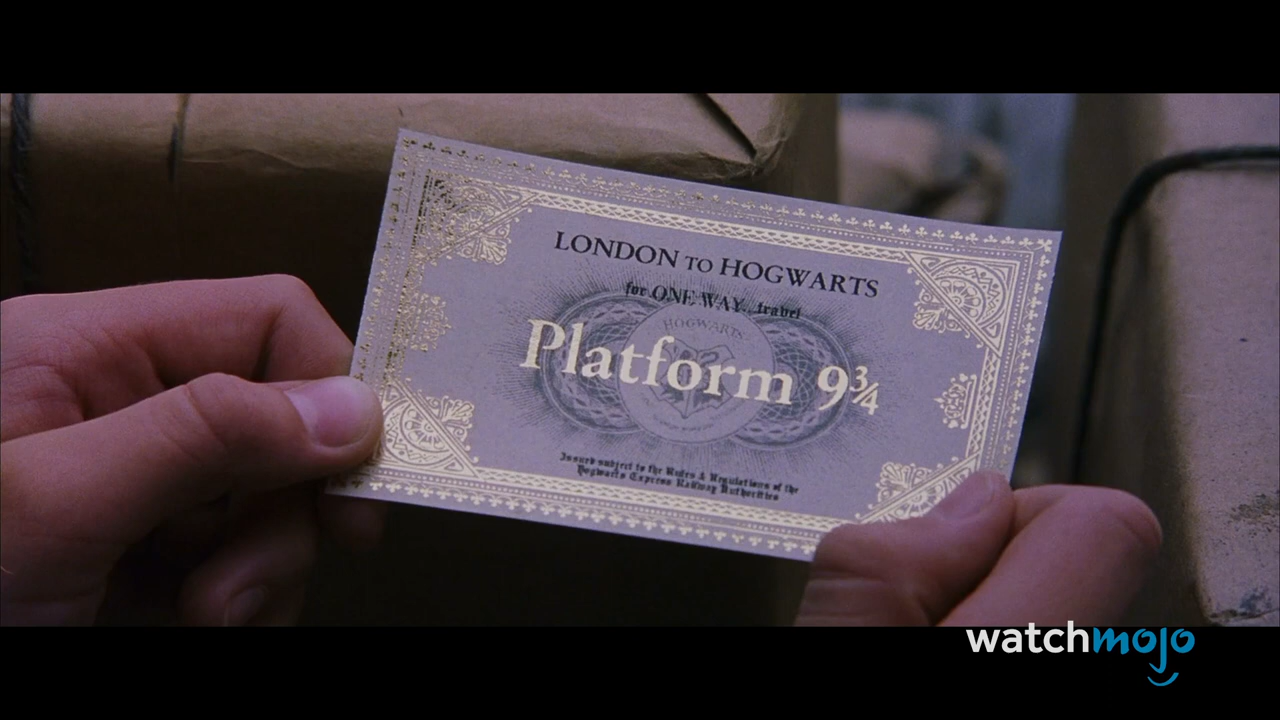 LONDON TO HOGWARTS
for ONE WAY...travel
HOGWARTS
Platform 9¾
Issued subject to the Rules & Regulations of the
Hogwarts Express Railway Authorities
watchmojo